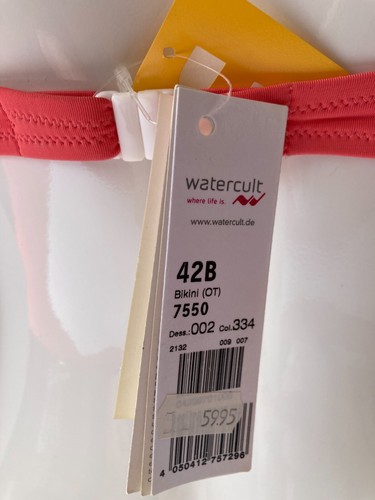 watercult
where life is.
www.watercult.de
42B
Bikini (OT)
7550
Dess.: 002 Col. 334
2132 009 007
59.95
4 050412 757296